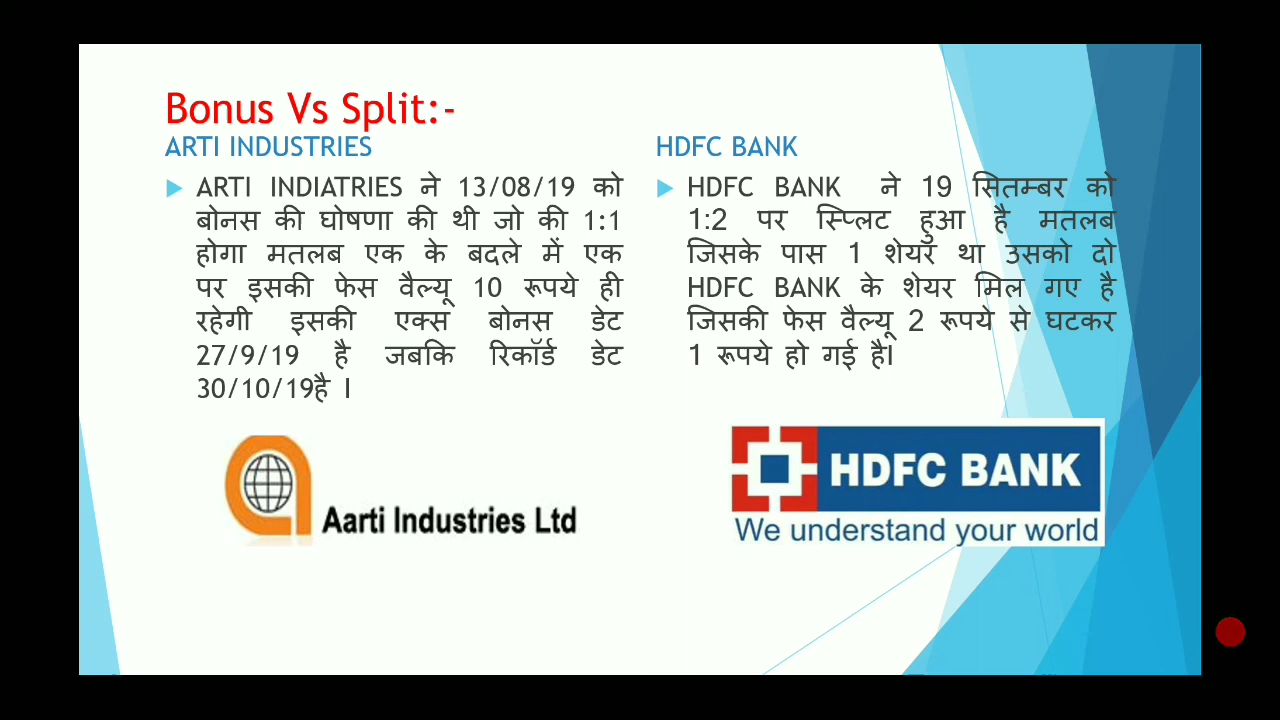 Bonus Vs Split:-
ARTI INDUSTRIES
ARTI INDIATRIES ने 13/08/19 को
बोनस की घोषणा की थी जो की 1:1
होगा मतलब एक के बदले में एक
पर इसकी फेस वैल्यू 10 रूपये ही
रहेगी इसकी एक्स बोनस डेट
27/9/19 है जबकि रिकॉर्ड डेट
30/10/19है ।
Aarti Industries Ltd
HDFC BANK
HDFC BANK ने 19 सितम्बर को
1:2 पर स्प्लिट हुआ है मतलब
जिसके पास 1 शेयर था उसको दो
HDFC BANK के शेयर मिल गए है
जिसकी फेस वैल्यू 2 रूपये से घटकर
1 रूपये हो गई है।
HDFC BANK
We understand your world